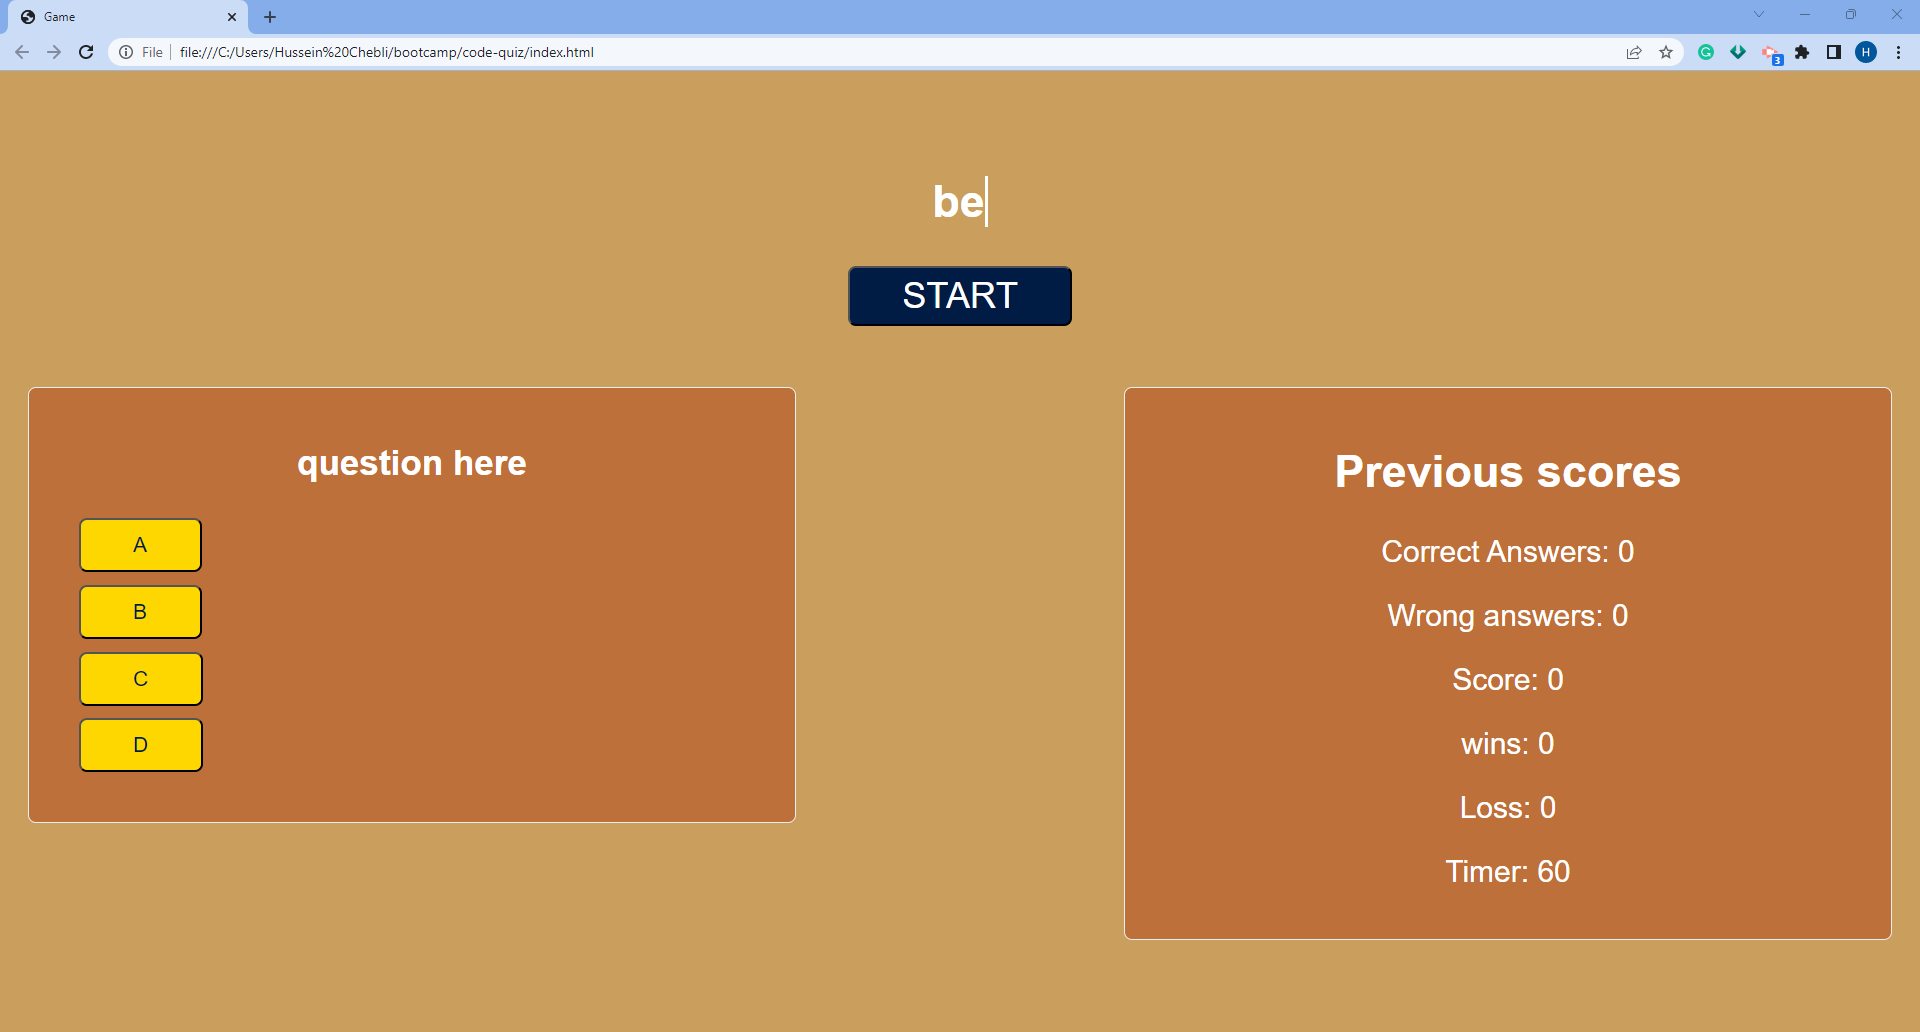 Game
File file:///C:/Users/Hussein%20Chebli/bootcamp/code-quiz/index.html
3
H
be
START
question here
A
B
C
D
Previous scores
Correct Answers: 0
Wrong answers: 0
Score: 0
wins: 0
Loss: 0
Timer: 60